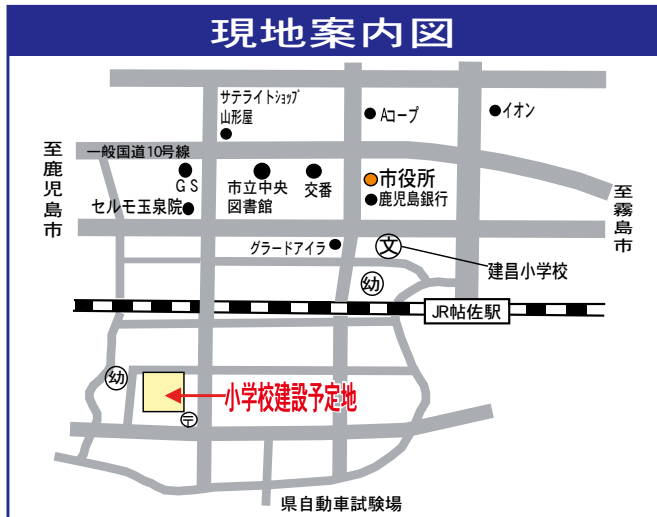 現地案内図
サテライトショップ
山形屋
Aコープ
イオン
一般国道10号線
至鹿児島市
GS
市立中央
図書館
交番
市役所
鹿児島銀行
至霧島市
セルモ玉泉院
グラードアイラ
文
建昌小学校
幼
JR帖佐駅
幼
小学校建設予定地
〒
県自動車試験場